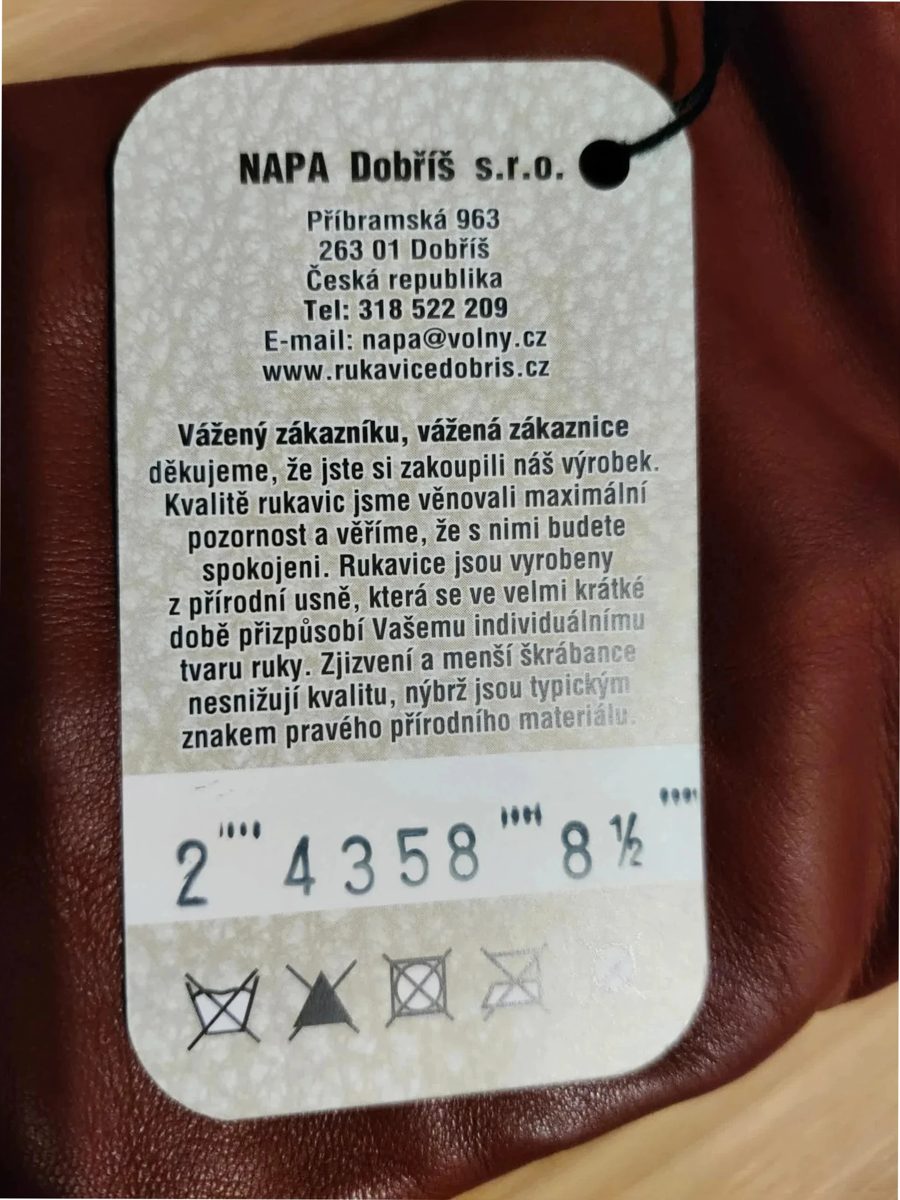 NAPA Dobříš s.r.o.
Příbramská 963
263 01 Dobříš
Česká republika
Tel: 318 522 209
E-mail: napa@volny.cz
www.rukavicedobris.cz
Vážený zákazníku, vážená zákaznice
děkujeme, že jste si zakoupili náš výrobek.
Kvalitě rukavic jsme věnovali maximální
pozornost a věříme, že s nimi budete
spokojeni. Rukavice jsou vyrobeny
z přírodní usně, která se ve velmi krátké
době přizpůsobí Vašemu individuálnímu
tvaru ruky. Zjizvení a menší škrábance
nesnižují kvalitu, nýbrž jsou typickým
znakem pravého přírodního materiálu.
2 4358 8½